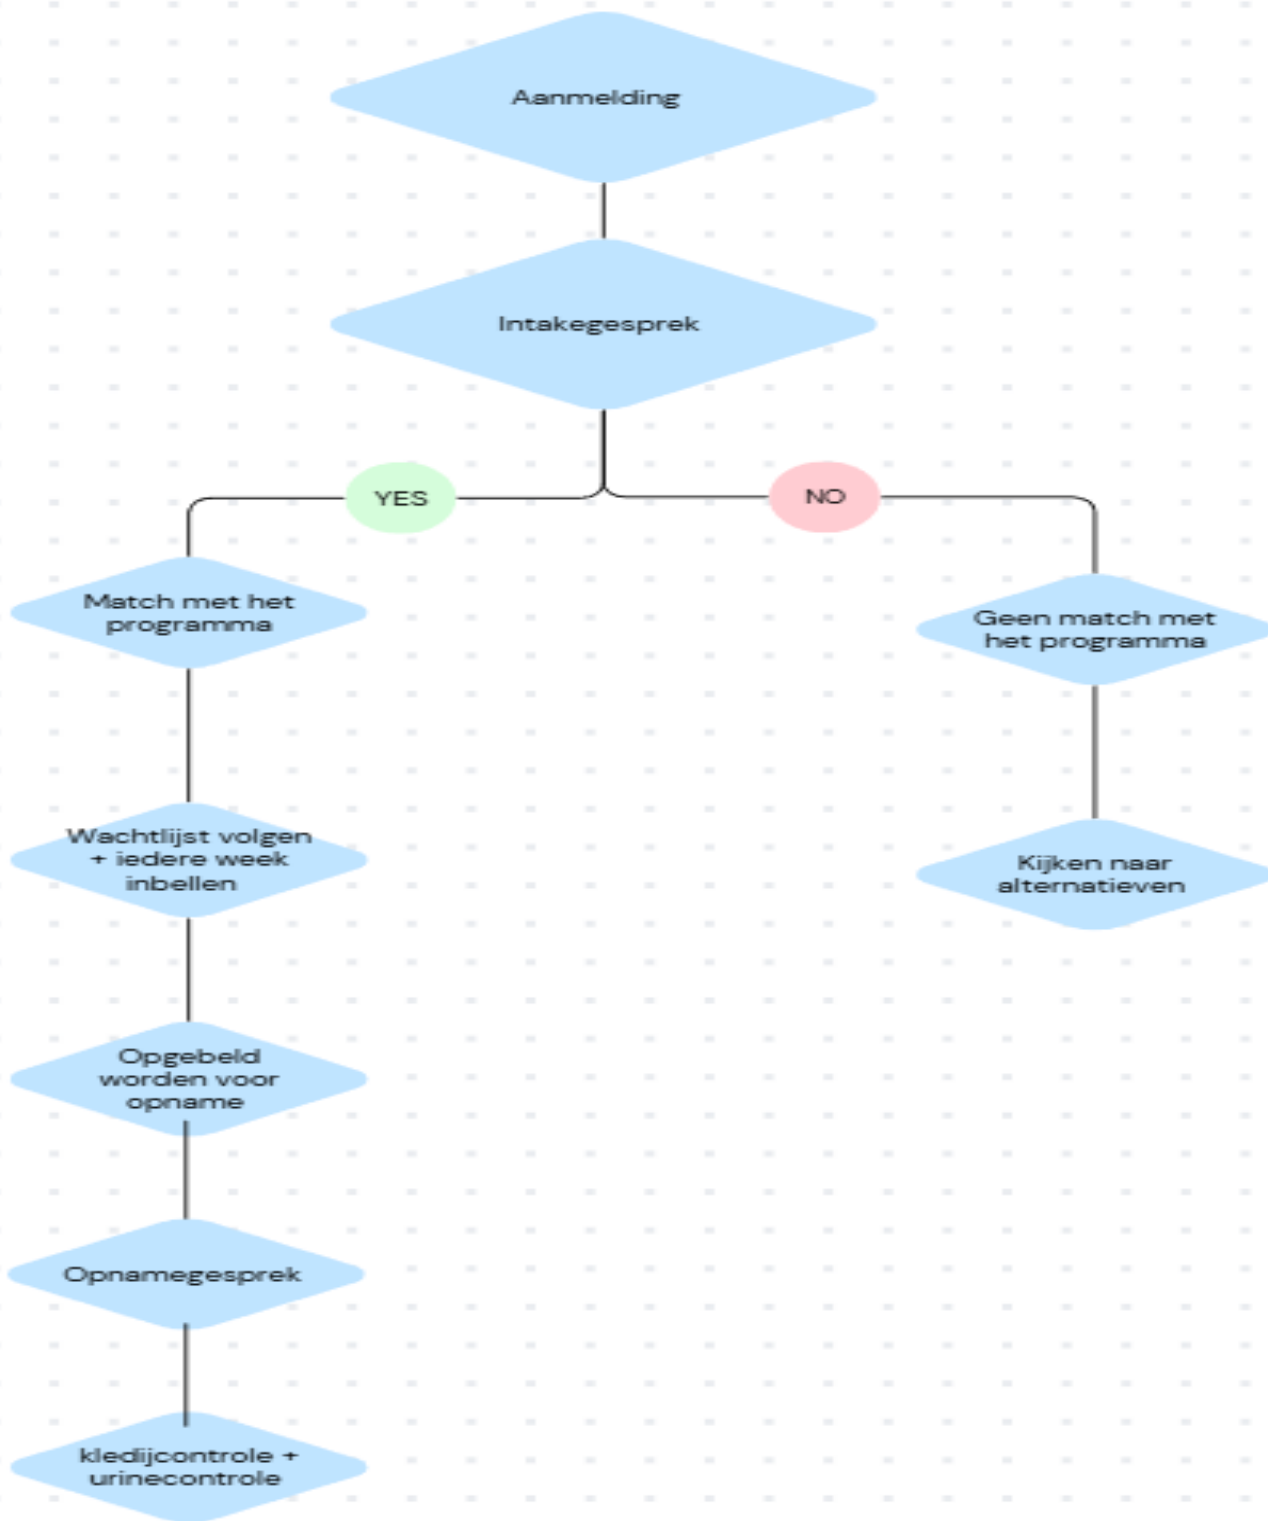 Aanmelding
Intakegesprek
YES
NO
Match met het
programma
Geen match met
het programma
Wachtlijst volgen
+ iedere week
inbellen
Kijken naar
alternatieven
Opgebeld
worden voor
opname
Opnamegesprek
kledijcontrole +
urinecontrole